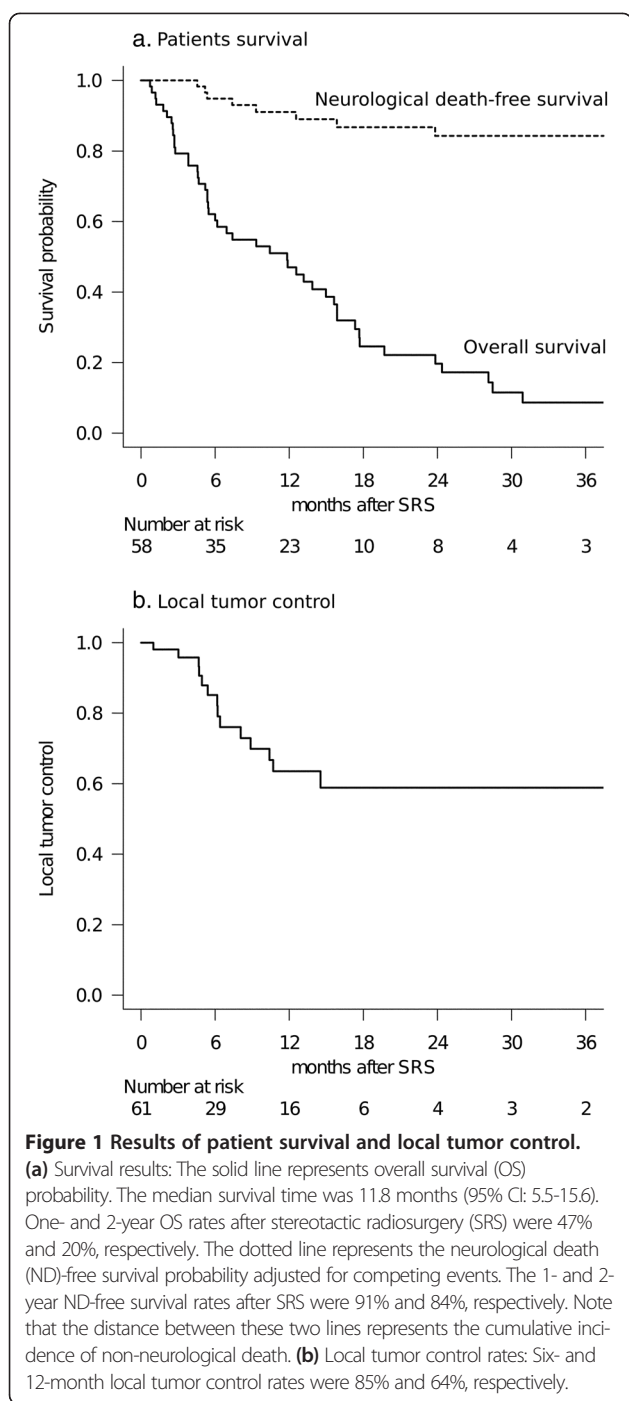 a. Patients survival
1.0
0.8
0.6
0.4
0.2
0.0
Survival probability
Neurological death-free survival
Overall survival
0 6 12 18 24 30 36
months after SRS
Number at risk
58 35 23 10 8 4 3
b. Local tumor control
1.0
0.8
0.6
0.4
0.2
0.0
Local tumor control
0 6 12 18 24 30 36
months after SRS
Number at risk
61 29 16 6 4 3 2
Figure 1 Results of patient survival and local tumor control.
(a) Survival results: The solid line represents overall survival (OS)
probability. The median survival time was 11.8 months (95% CI: 5.5-15.6).
One- and 2-year OS rates after stereotactic radiosurgery (SRS) were 47%
and 20%, respectively. The dotted line represents the neurological death
(ND)-free survival probability adjusted for competing events. The 1- and 2-
year ND-free survival rates after SRS were 91% and 84%, respectively. Note
that the distance between these two lines represents the cumulative inci-
dence of non-neurological death. (b) Local tumor control rates: Six- and
12-month local tumor control rates were 85% and 64%, respectively.